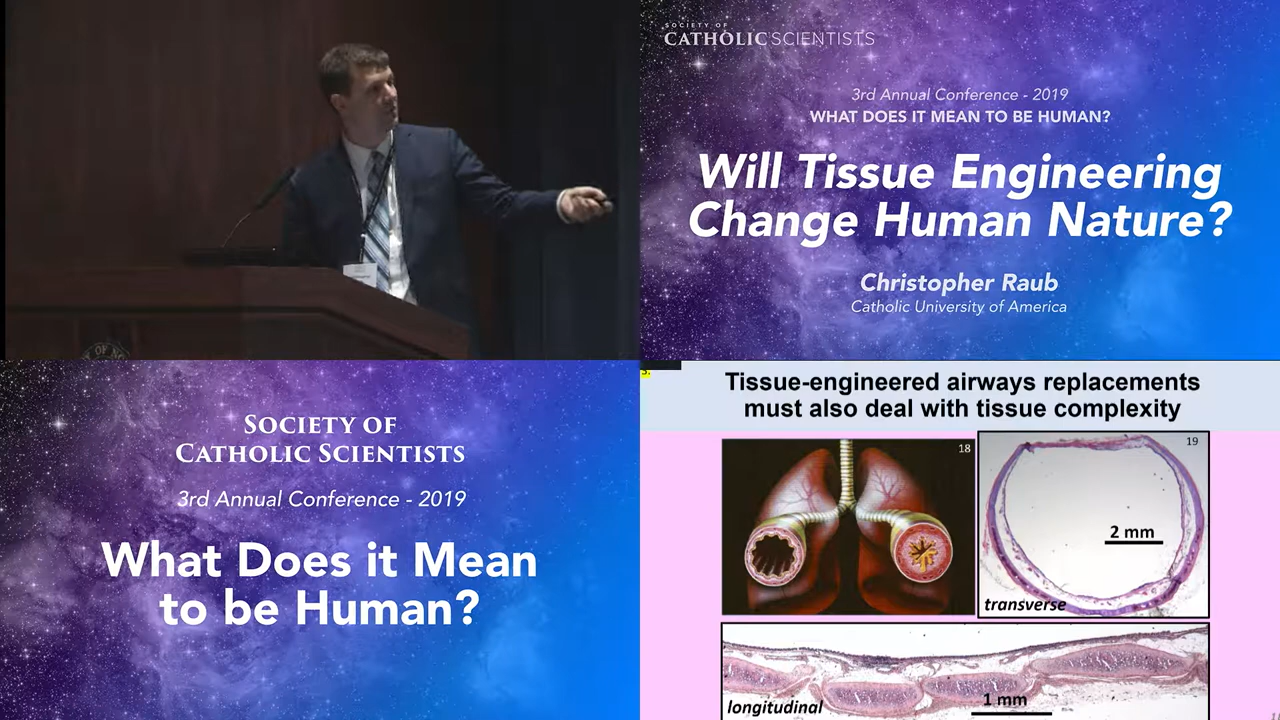 SOCIETY OF
CATHOLIC SCIENTISTS
3rd Annual Conference - 2019
WHAT DOES IT MEAN TO BE HUMAN?
Will Tissue Engineering
Change Human Nature?
Christopher Raub
Catholic University of America
SOCIETY OF
CATHOLIC SCIENTISTS
3rd Annual Conference - 2019
What Does it Mean
to be Human?
Tissue-engineered airways replacements
must also deal with tissue complexity
18
19
2 mm
transverse
longitudinal
1 mm